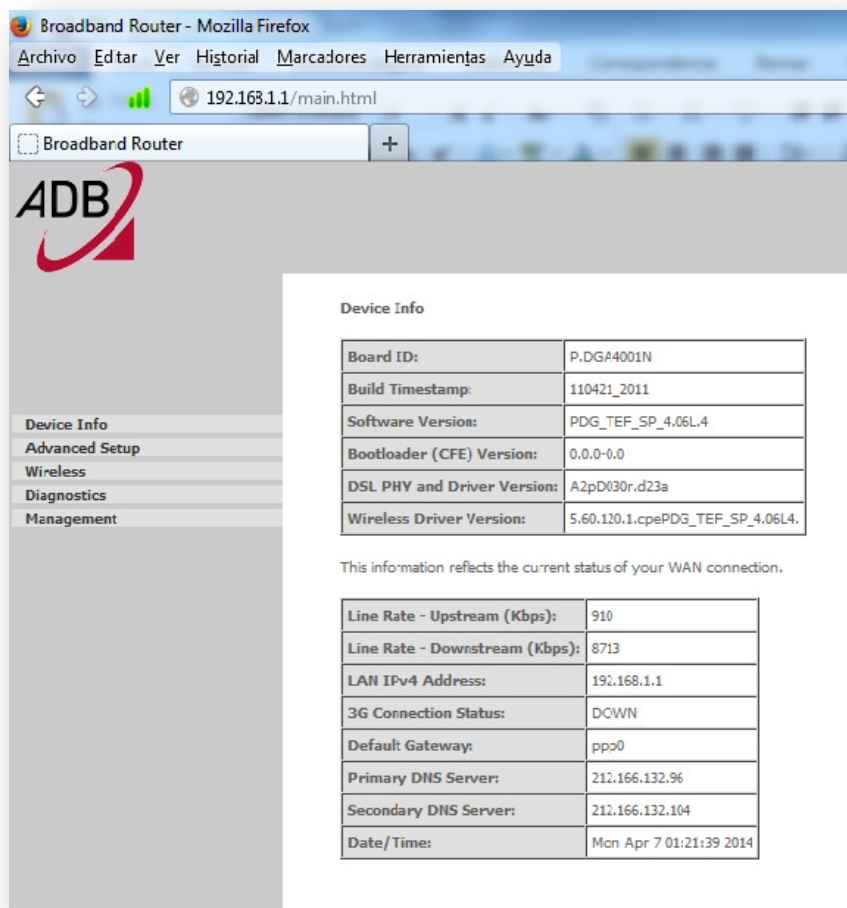 Broadband Router - Mozilla Firefox
Archivo Editar Ver Historial Marcadores Herramientas Ayuda
192.168.1.1/main.html
Broadband Router
+
ADB
Device Info
Advanced Setup
Wireless
Diagnostics
Management
Device Info
Board ID: P.DGA4001N
Build Timestamp: 110421_2011
Software Version: PDG_TEF_SP_4.06L.4
Bootloader (CFE) Version: 0.0.0-0.0
DSL PHY and Driver Version: A2pD030r.d23a
Wireless Driver Version: 5.60.120.1.cpePDG_TEF_SP_4.06L4.
This information reflects the current status of your WAN connection.
Line Rate - Upstream (Kbps): 910
Line Rate - Downstream (Kbps): 8713
LAN IPv4 Address: 192.168.1.1
3G Connection Status: DOWN
Default Gateway: ppp0
Primary DNS Server: 212.166.132.96
Secondary DNS Server: 212.166.132.104
Date/Time: Mon Apr 7 01:21:39 2014